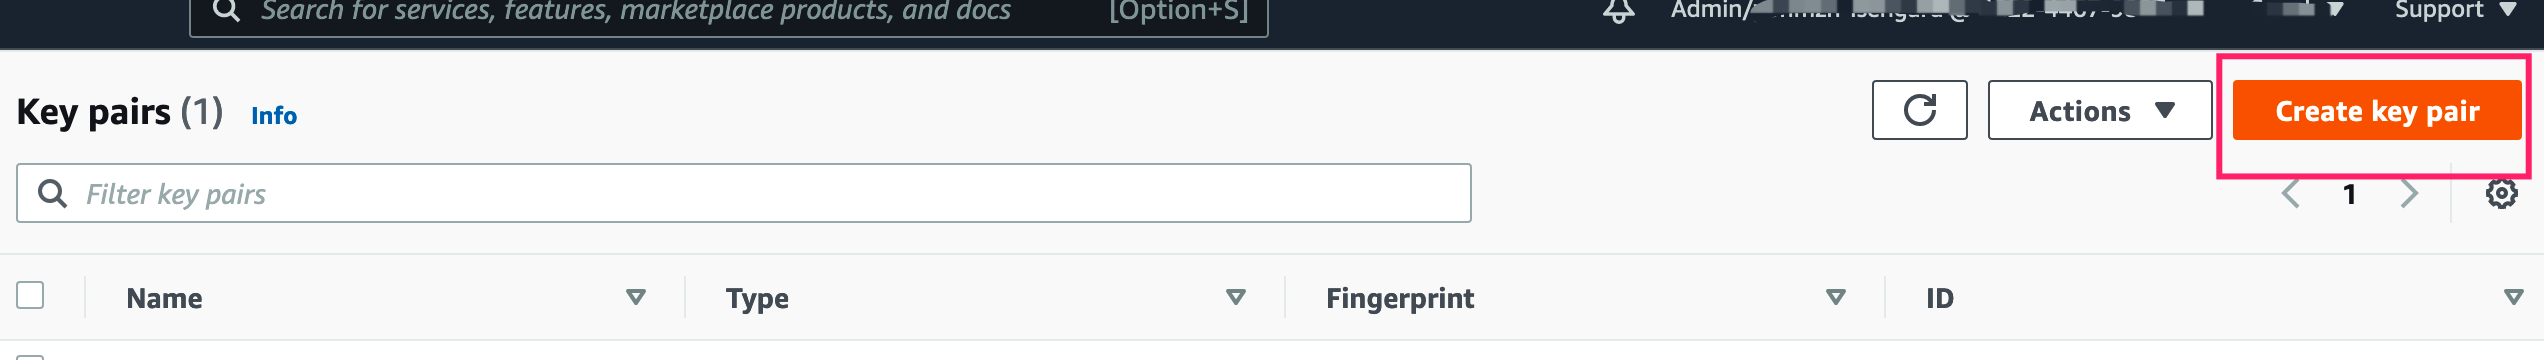 Search for services, features, marketplace products, and docs [Option+S] Admin/ Support
Key pairs (1) Info Actions Create key pair
Filter key pairs 1
Name Type Fingerprint ID